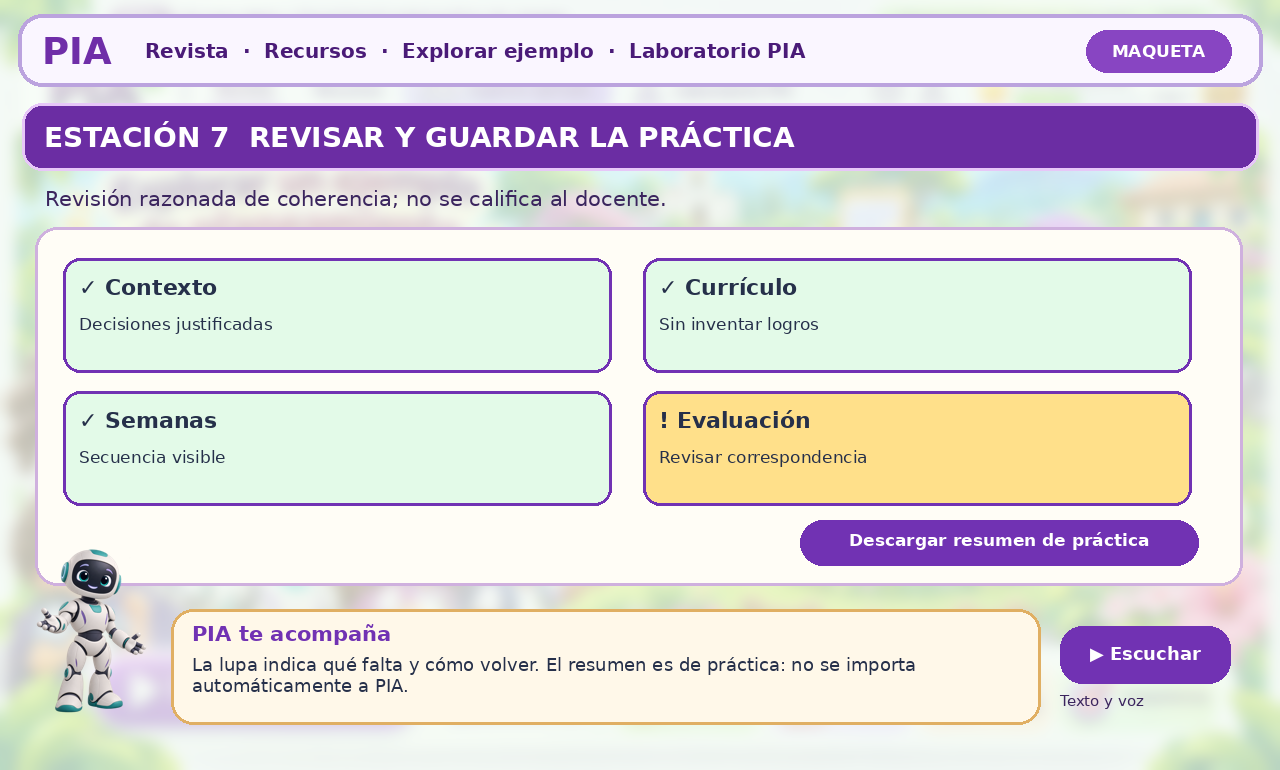 PIA
Revista · Recursos · Explorar ejemplo · Laboratorio PIA
MAQUETA
ESTACIÓN 7 REVISAR Y GUARDAR LA PRÁCTICA
Revisión razonada de coherencia; no se califica al docente.
✓ Contexto
Decisiones justificadas
✓ Currículo
Sin inventar logros
✓ Semanas
Secuencia visible
! Evaluación
Revisar correspondencia
Descargar resumen de práctica
PIA te acompaña
La lupa indica qué falta y cómo volver. El resumen es de práctica: no se importa
automáticamente a PIA.
▶ Escuchar
Texto y voz